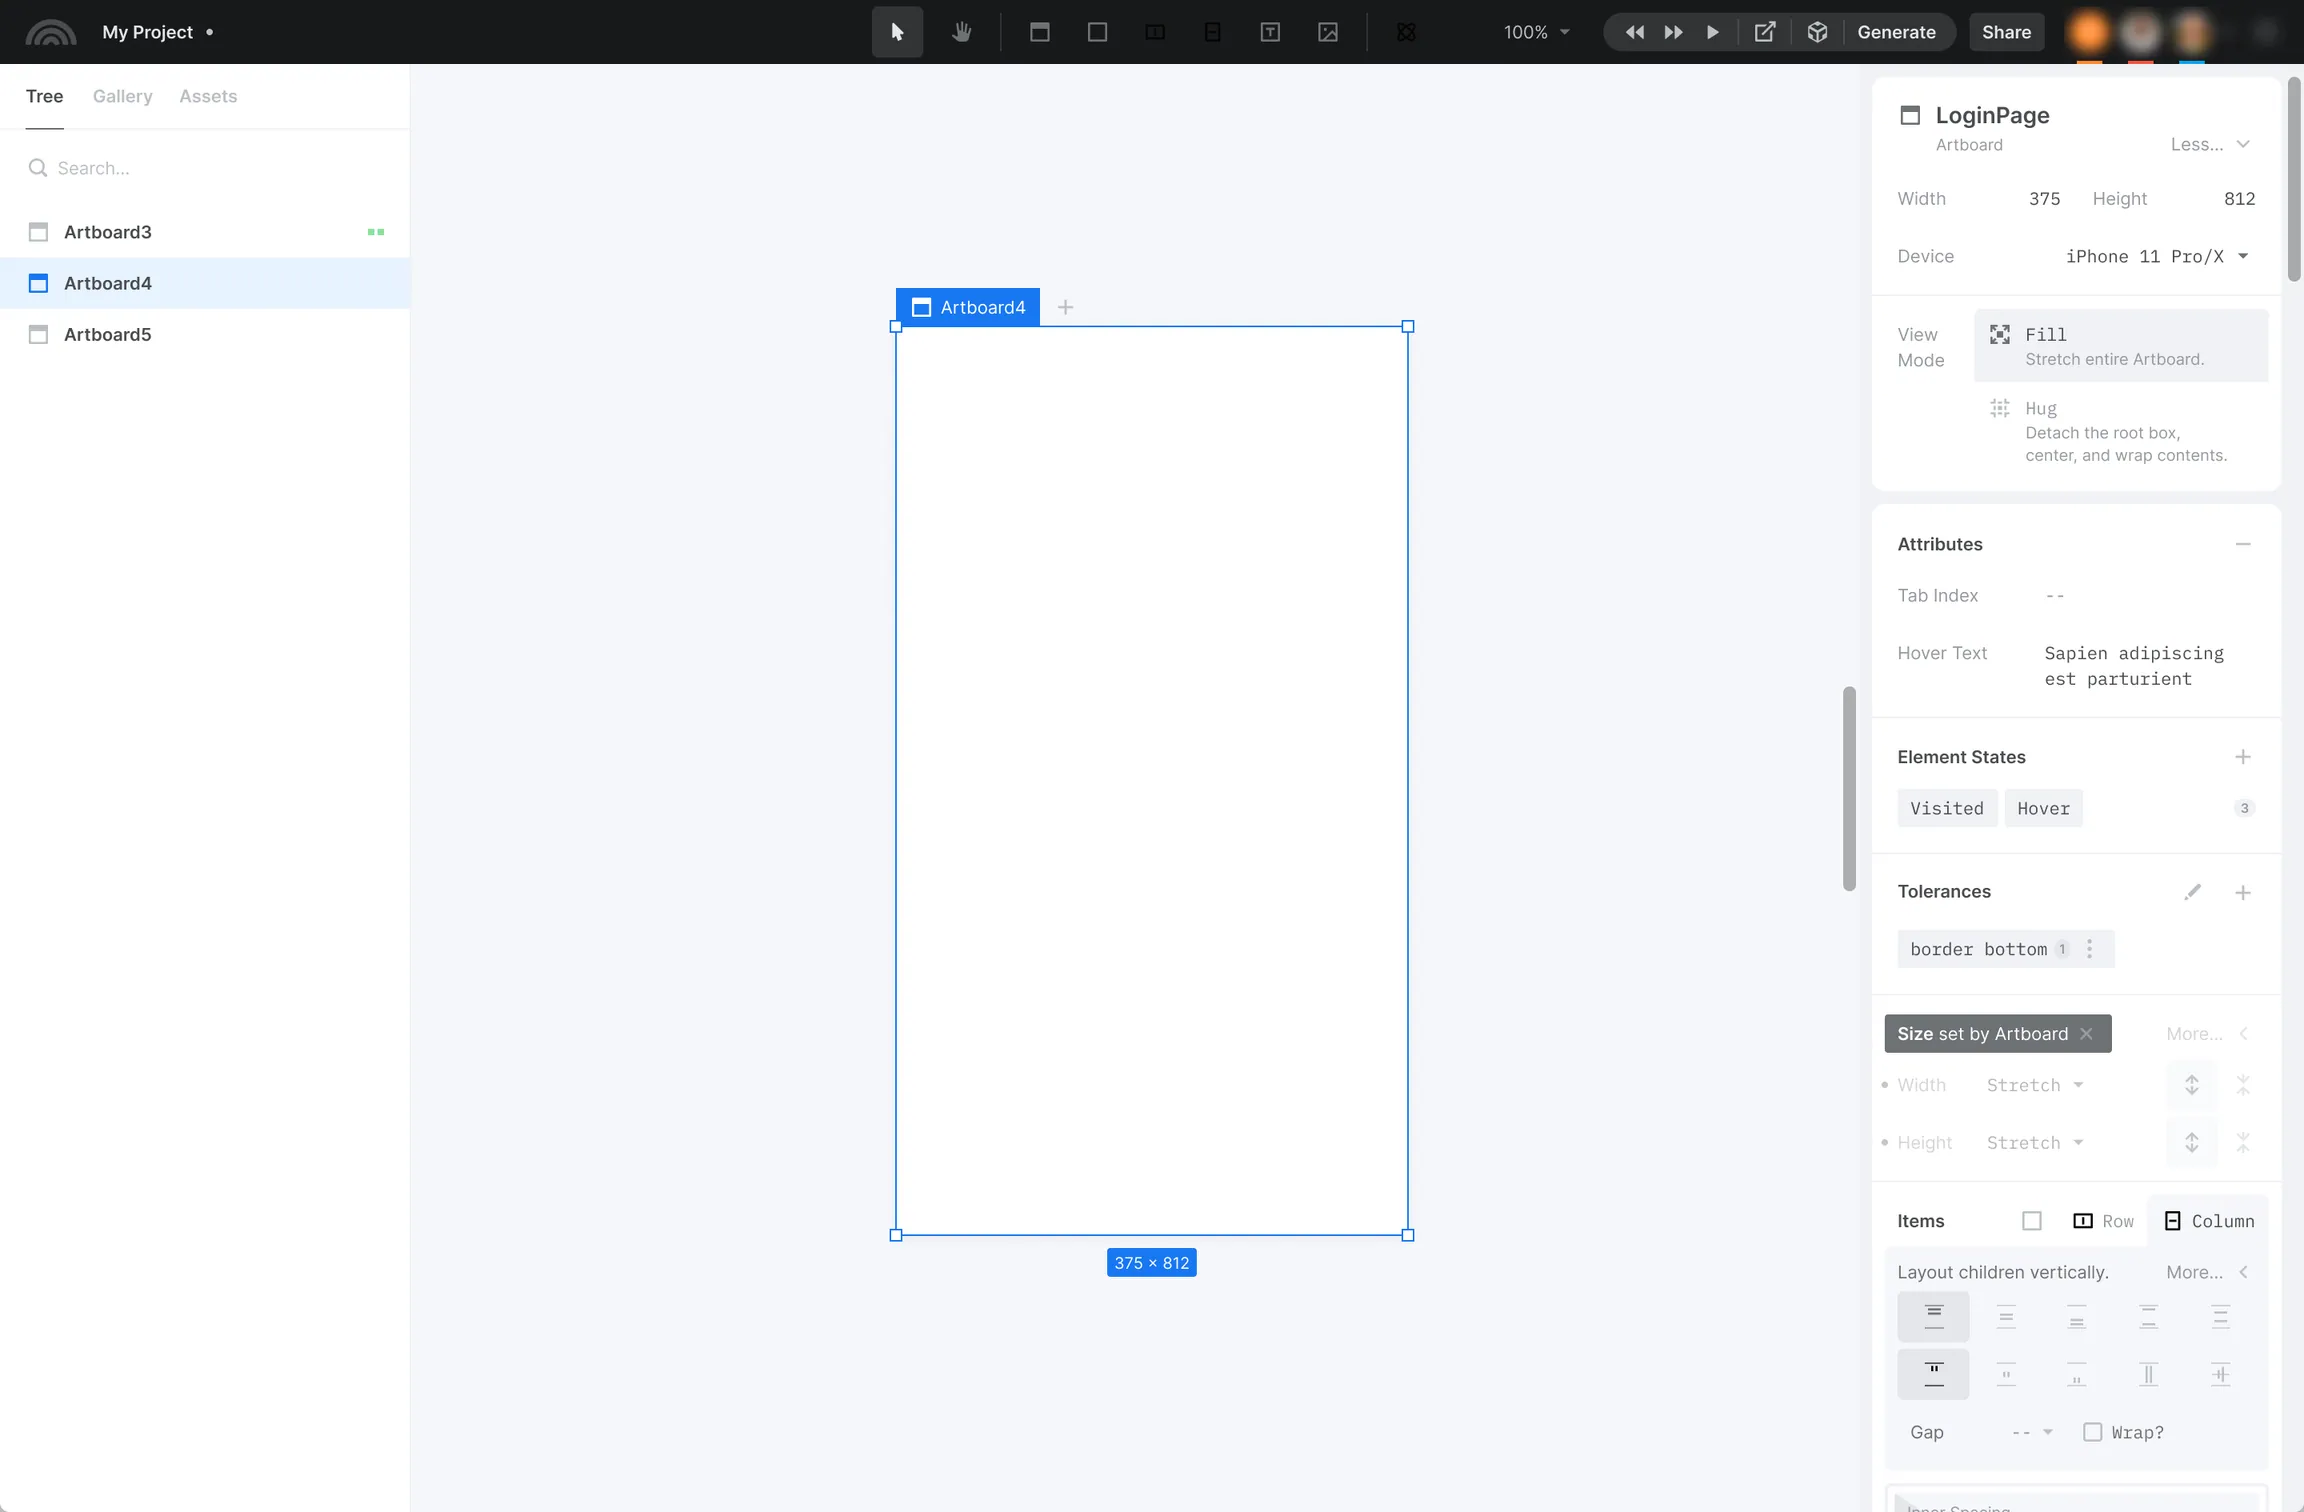 My Project
100%
Generate
Share
Tree
Gallery
Assets
Search...
Artboard3
Artboard4
Artboard5
Artboard4
375 × 812
LoginPage
Artboard
Less...
Width
375
Height
812
Device
iPhone 11 Pro/X
View
Mode
Fill
Stretch entire Artboard.
Hug
Detach the root box,
center, and wrap contents.
Attributes
Tab Index
--
Hover Text
Sapien adipiscing
est parturient
Element States
Visited
Hover
3
Tolerances
border bottom
1
Size set by Artboard
More...
Width
Stretch
Height
Stretch
Items
Row
Column
Layout children vertically.
More...
Gap
--
Wrap?
Inner Spacing